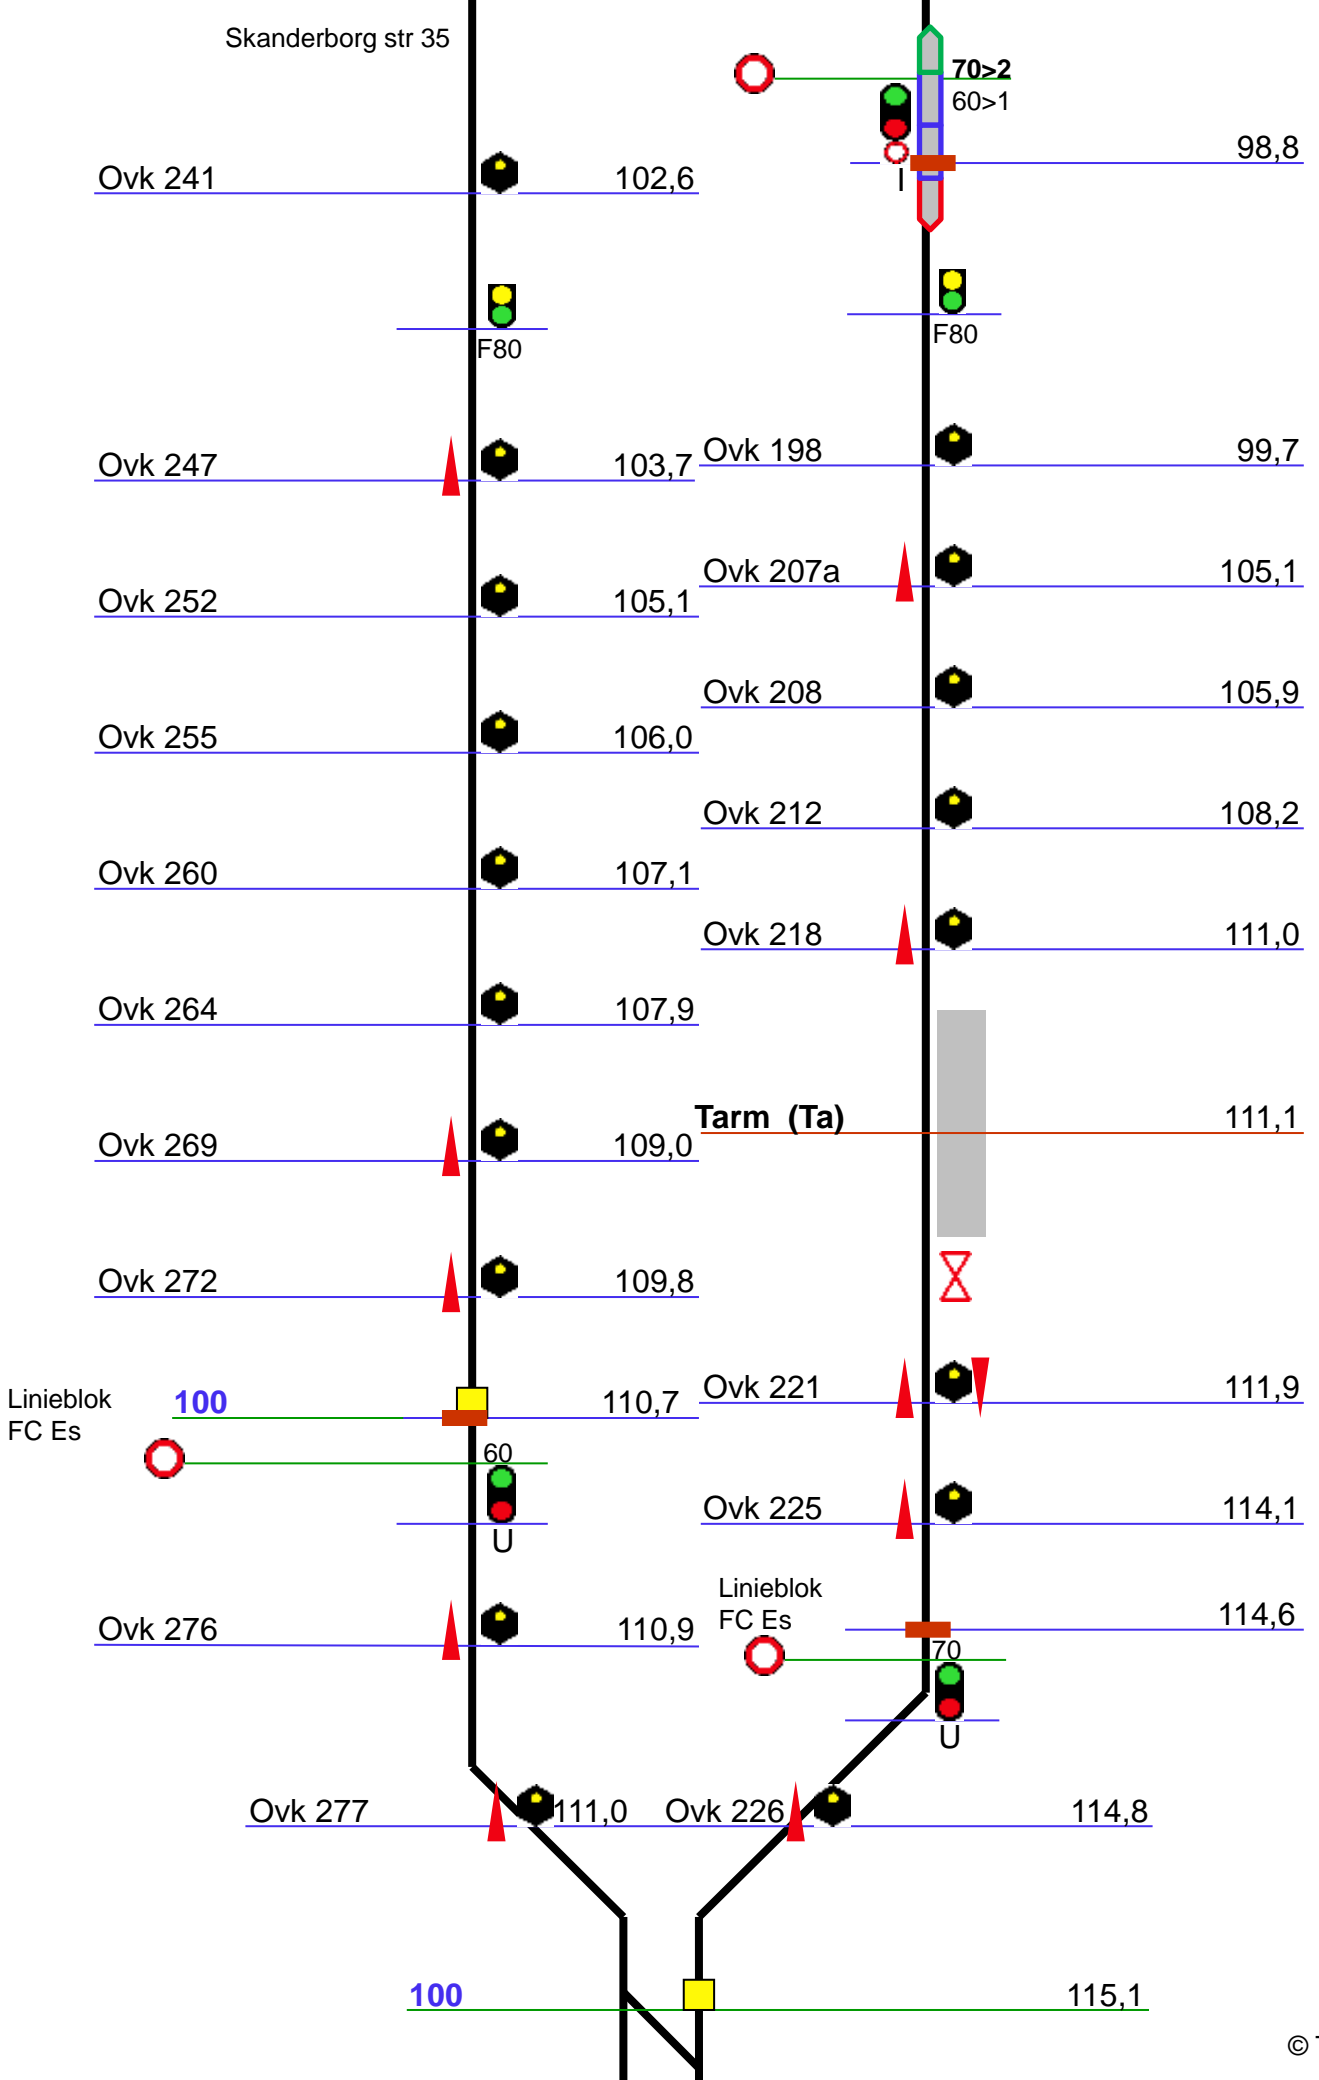 Skanderborg str 35
70>2
60>1
98,8
I
Ovk 241 102,6
F80
F80
Ovk 247 103,7
Ovk 198 99,7
Ovk 252 105,1
Ovk 207a 105,1
Ovk 208 105,9
Ovk 255 106,0
Ovk 212 108,2
Ovk 260 107,1
Ovk 218 111,0
Ovk 264 107,9
Tarm (Ta) 111,1
Ovk 269 109,0
Ovk 272 109,8
Ovk 221 111,9
Linieblok
FC Es
100 110,7
60
U
Ovk 225 114,1
Linieblok
FC Es
114,6
70
U
Ovk 276 110,9
Ovk 277 111,0
Ovk 226 114,8
100 115,1
©